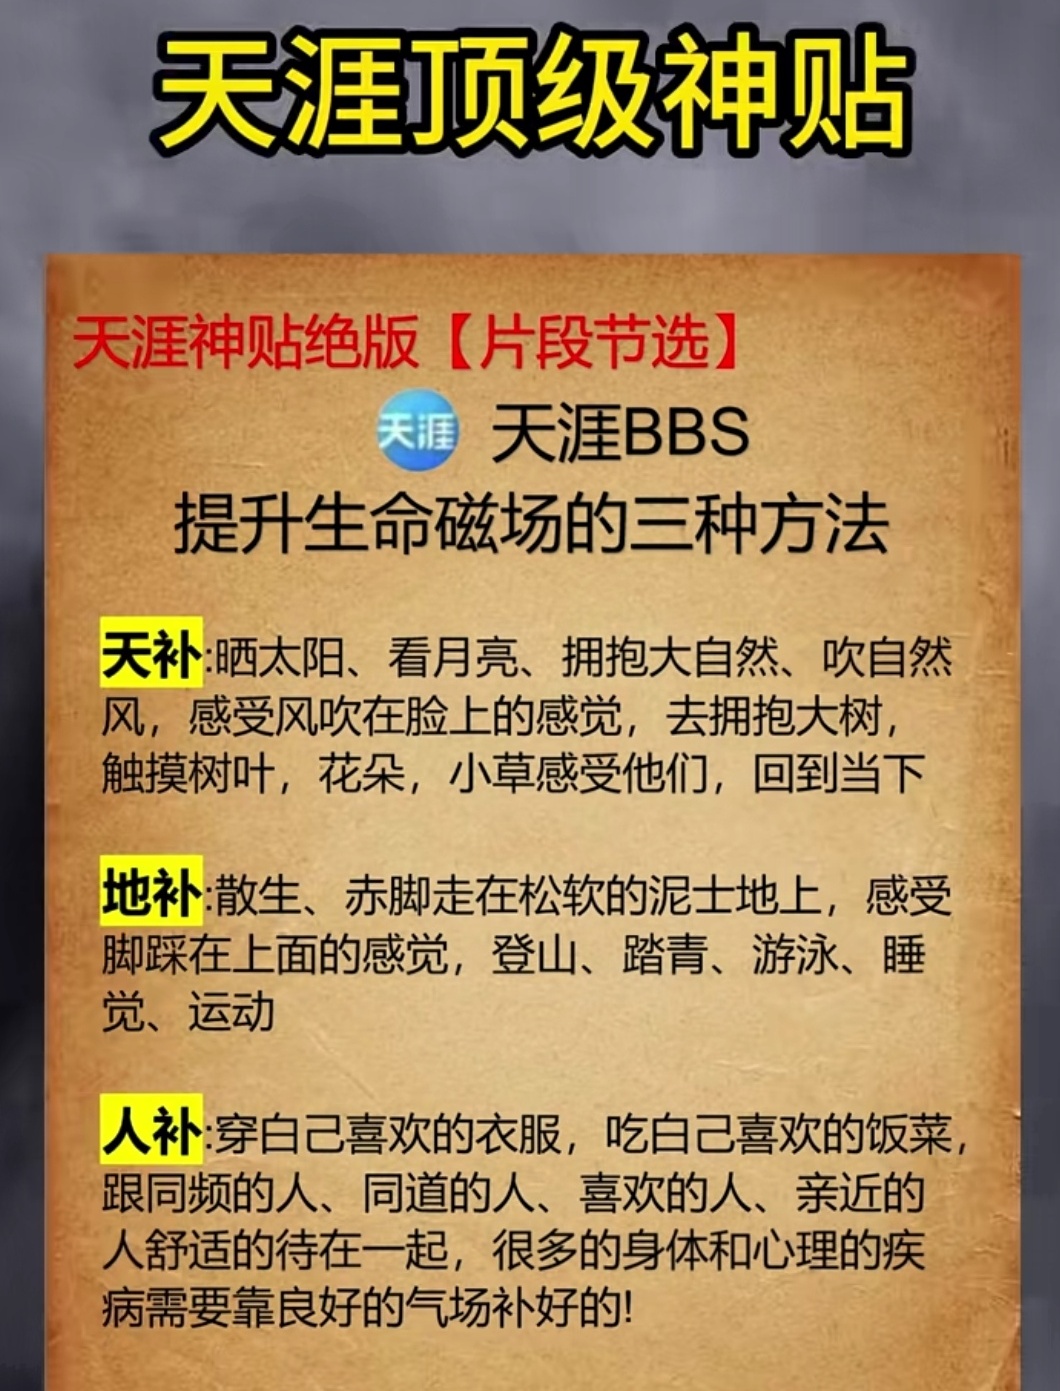 天涯顶级神贴
天涯神贴绝版【片段节选】
天涯 天涯BBS
提升生命磁场的三种方法
天补:晒太阳、看月亮、拥抱大自然、吹自然
风，感受风吹在脸上的感觉，去拥抱大树，
触摸树叶，花朵，小草感受他们，回到当下
地补:散生、赤脚走在松软的泥土地上，感受
脚踩在上面的感觉，登山、踏青、游泳、睡
觉、运动
人补:穿自己喜欢的衣服，吃自己喜欢的饭菜，
跟同频的人、同道的人、喜欢的人、亲近的
人舒适的待在一起，很多的身体和心理的疾
病需要靠良好的气场补好的!